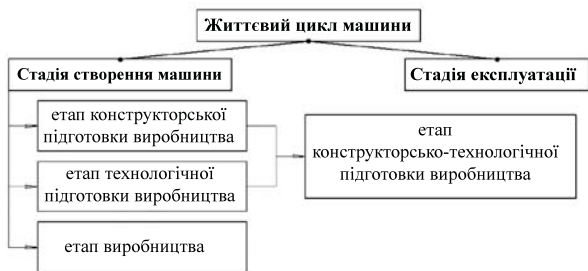 Життєвий цикл машини
Стадія створення машини
Стадія експлуатації
етап конструкторської
підготовки виробництва
етап
конструкторсько-технологічної
підготовки виробництва
етап технологічної
підготовки виробництва
етап виробництва